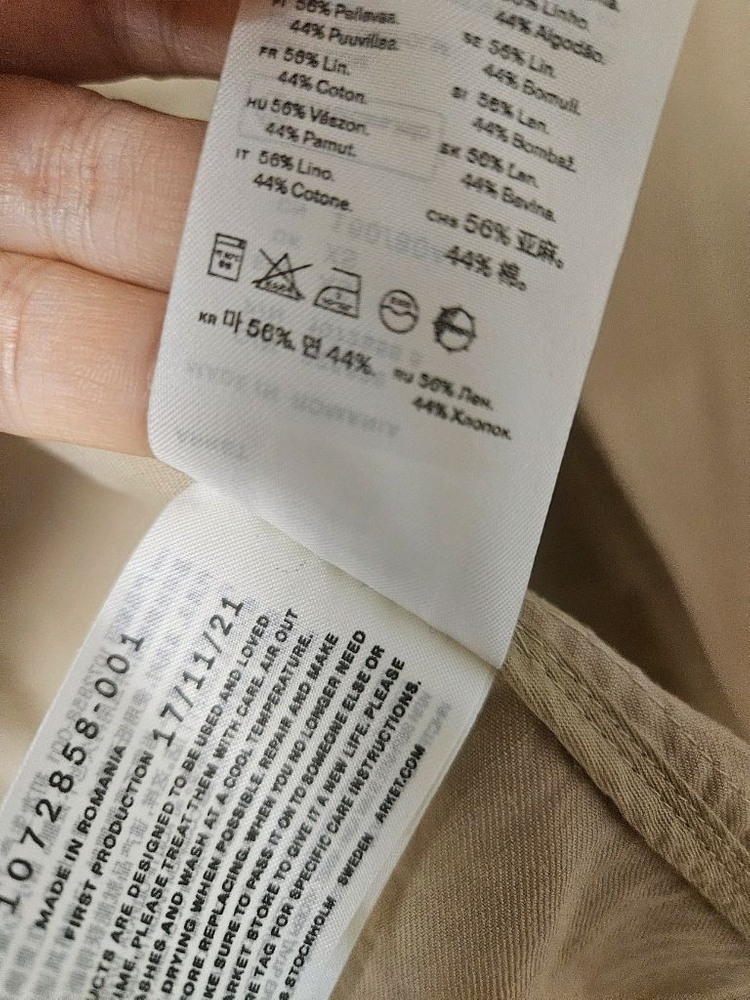 56% Pellavaa.
44% Puuvillaa.
FR 56% Lin.
44% Coton.
HU 56% Vászon.
44% Pamut.
IT 56% Lino.
44% Cotone.
56% Linho.
44% Algodão.
SE 56% Lin.
44% Bomull.
SI 56% Lan.
44% Bombaž.
SK 56% Ľan.
44% Bavlna.
CHS 56% 亚麻。
44% 棉。
KR 마 56%. 면 44%.
RU 56% Лен.
44% Хлопок.
1072858-001
MADE IN ROMANIA
FIRST PRODUCTION 17/11/21
ARE DESIGNED TO BE USED AND LOVED
PLEASE TREAT THEM WITH CARE. AIR OUT
AND WASH AT A COOL TEMPERATURE.
DRYING WHEN POSSIBLE. REPAIR AND MAKE
REPLACING. WHEN YOU NO LONGER NEED
SURE TO PASS IT ON TO SOMEONE ELSE OR
STORE TO GIVE IT A NEW LIFE. PLEASE
TAG FOR SPECIFIC CARE INSTRUCTIONS.
STOCKHOLM SWEDEN ARKET.COM